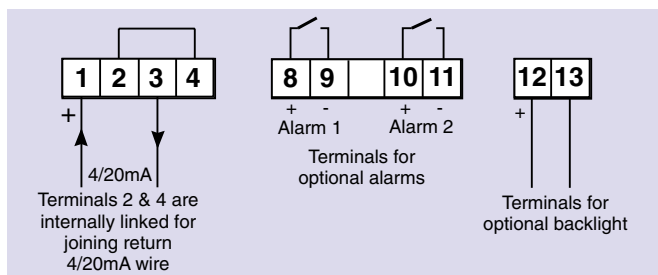 1 2 3 4
8 9 10 11
12 13
+
+ - + -
+
Alarm 1 Alarm 2
4/20mA
Terminals 2 & 4 are
internally linked for
joining return
4/20mA wire
Terminals for
optional alarms
Terminals for
optional backlight